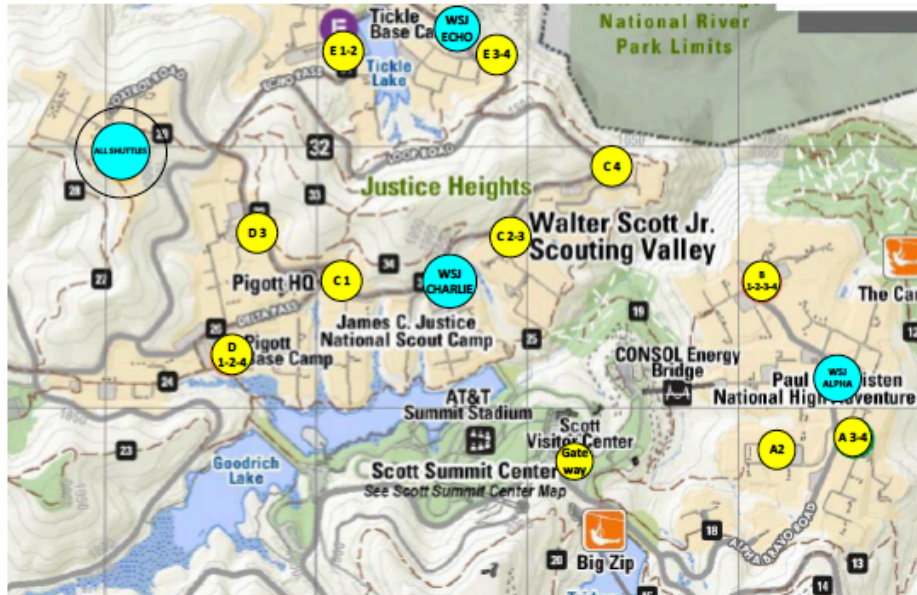 National River
Park Limits
Tickle
Base Ca
WSJ
ECHO
E 1-2
E 3-4
Tickle
Lake
ECHO PASS
ALL SHUTTLES
32
LOOP ROAD
C 4
28
33
Justice Heights
D 3
C 2-3
Walter Scott Jr.
Scouting Valley
34
27
Pigott HQ
C 1
WSJ
CHARLIE
B
1-2-3-4
The Ca
DELTA PASS
James C. Justice
National Scout Camp
19
26
25
D
1-2-4
Pigott
Base Camp
CONSOL Energy
Bridge
24
WSJ
ALPHA
Paul
isten
National High Adventure
AT&T
Summit Stadium
23
Scott
Visitor Center
Gate
way
A2
A 3-4
Goodrich
Lake
Scott Summit Center
See Scott Summit Center Map
ALPHA BRAVO ROAD
18
20
Big Zip
13
14